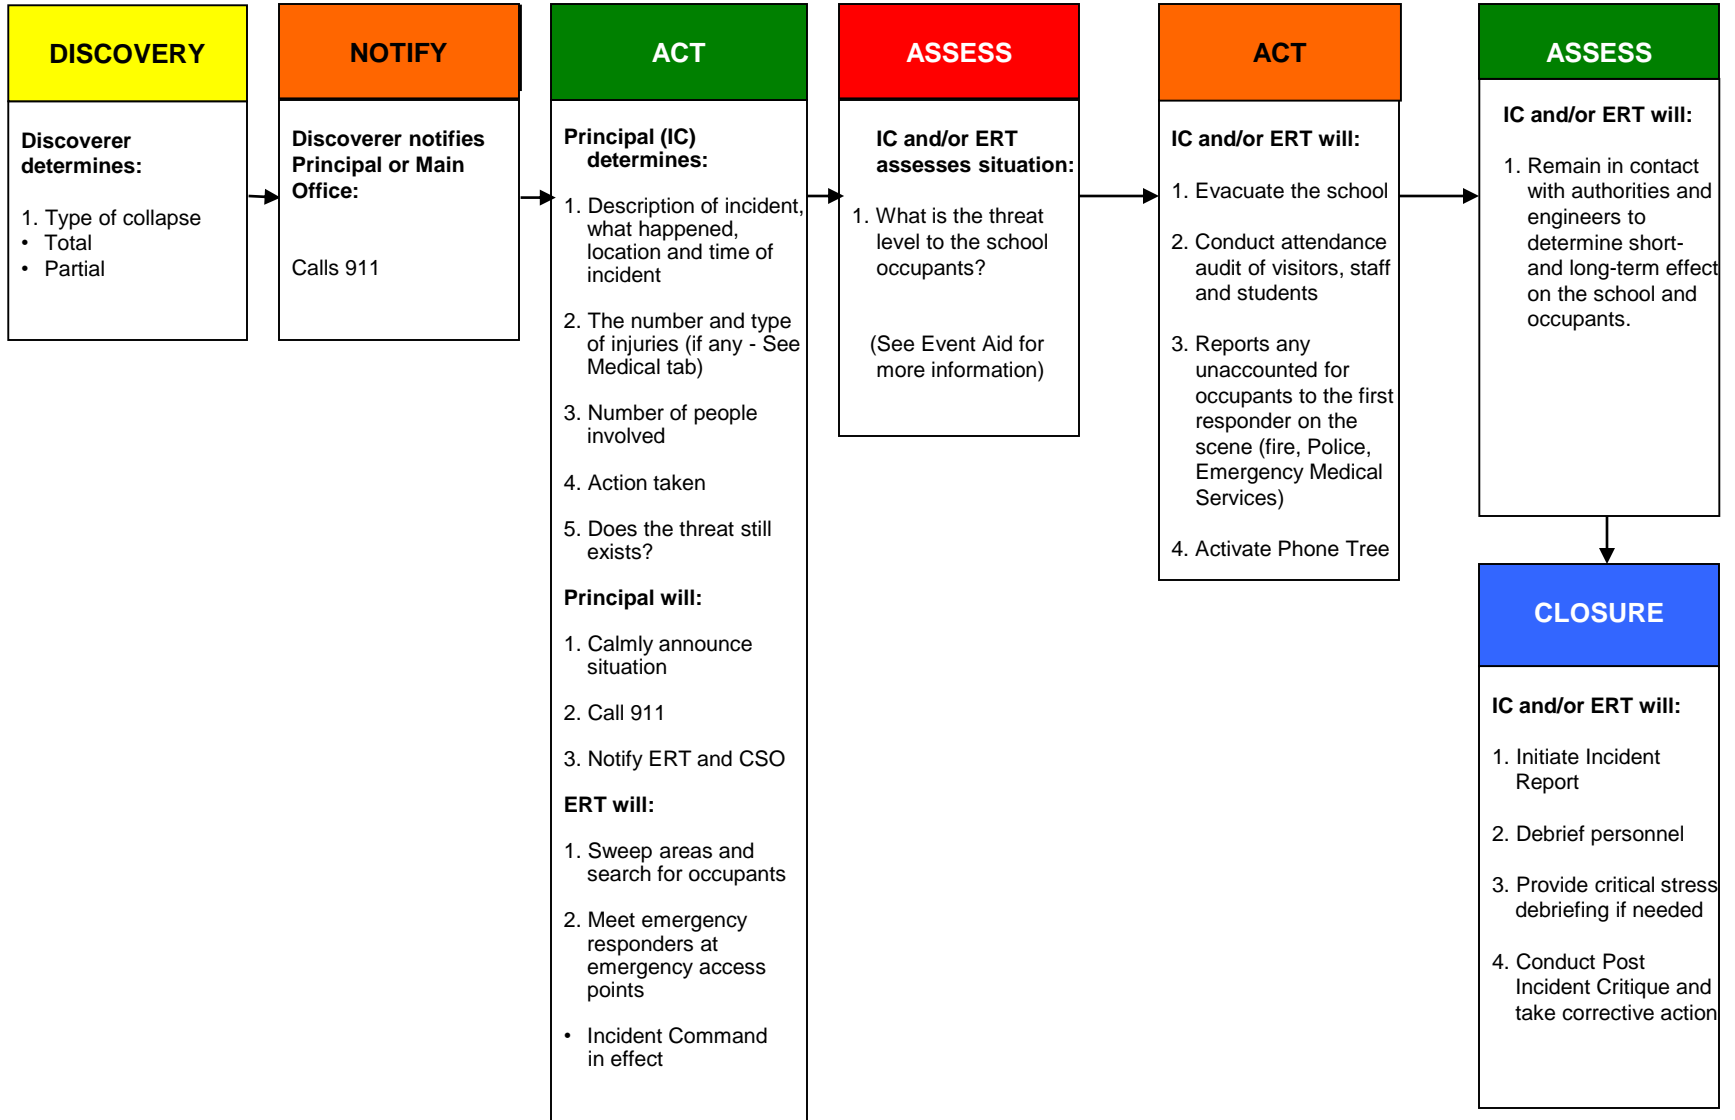 DISCOVERY
Discoverer
determines:
1. Type of collapse
• Total
• Partial
NOTIFY
Discoverer notifies
Principal or Main
Office:
Calls 911
ACT
Principal (IC)
determines:
1. Description of incident,
what happened,
location and time of
incident
2. The number and type
of injuries (if any - See
Medical tab)
3. Number of people
involved
4. Action taken
5. Does the threat still
exists?
Principal will:
1. Calmly announce
situation
2. Call 911
3. Notify ERT and CSO
ERT will:
1. Sweep areas and
search for occupants
2. Meet emergency
responders at
emergency access
points
• Incident Command
in effect
ASSESS
IC and/or ERT
assesses situation:
1. What is the threat
level to the school
occupants?
(See Event Aid for
more information)
ACT
IC and/or ERT will:
1. Evacuate the school
2. Conduct attendance
audit of visitors, staff
and students
3. Reports any
unaccounted for
occupants to the first
responder on the
scene (fire, Police,
Emergency Medical
Services)
4. Activate Phone Tree
ASSESS
IC and/or ERT will:
1. Remain in contact
with authorities and
engineers to
determine short-
and long-term effect
on the school and
occupants.
CLOSURE
IC and/or ERT will:
1. Initiate Incident
Report
2. Debrief personnel
3. Provide critical stress
debriefing if needed
4. Conduct Post
Incident Critique and
take corrective action